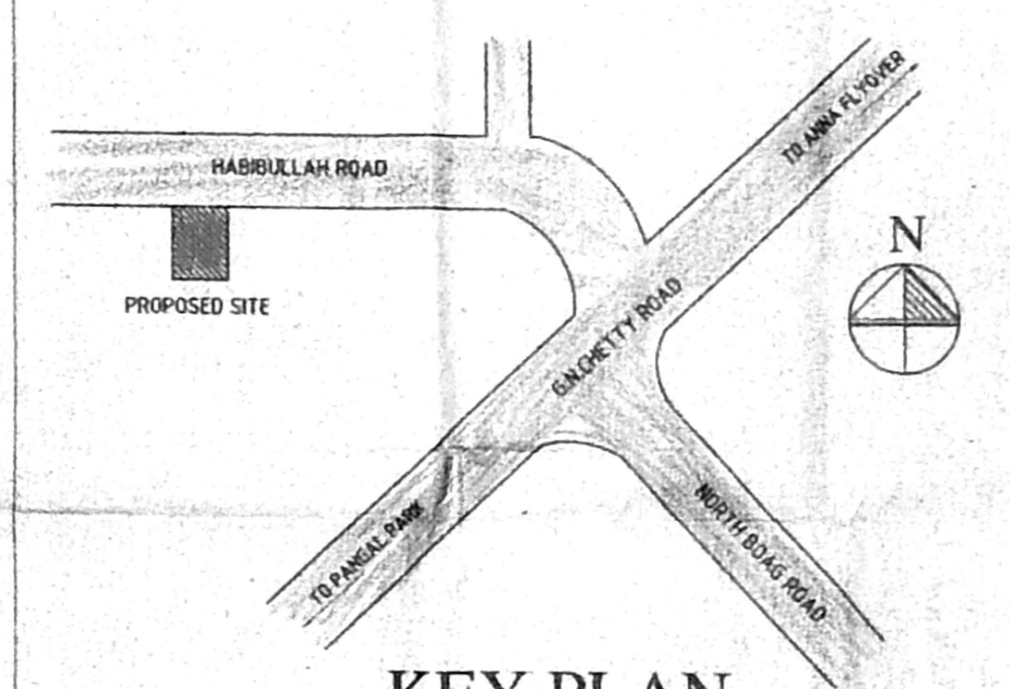 HABIBULLAH ROAD
TO ANNA FLYOVER
N
PROPOSED SITE
G.N.CHETTY ROAD
TO PANGAL PARK
NORTH BOAG ROAD
KEY PLAN